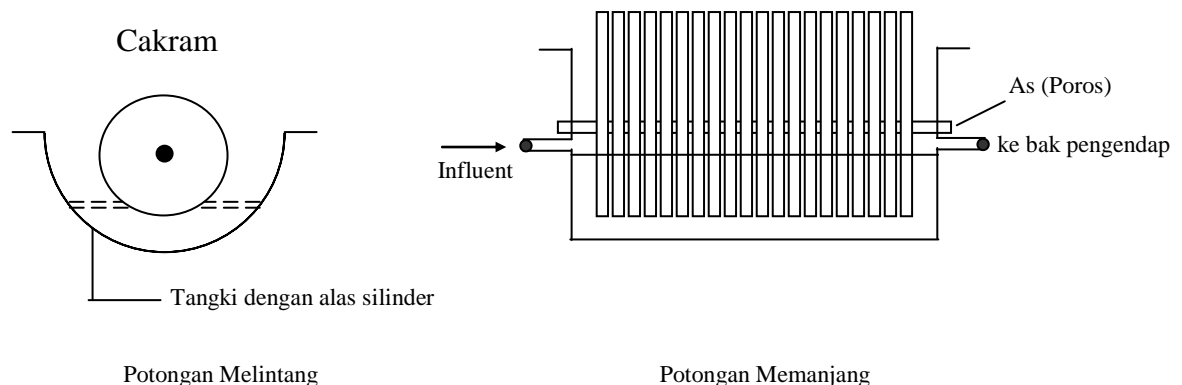 Cakram
As (Poros)
ke bak pengendap
Influent
Tangki dengan alas silinder
Potongan Melintang
Potongan Memanjang